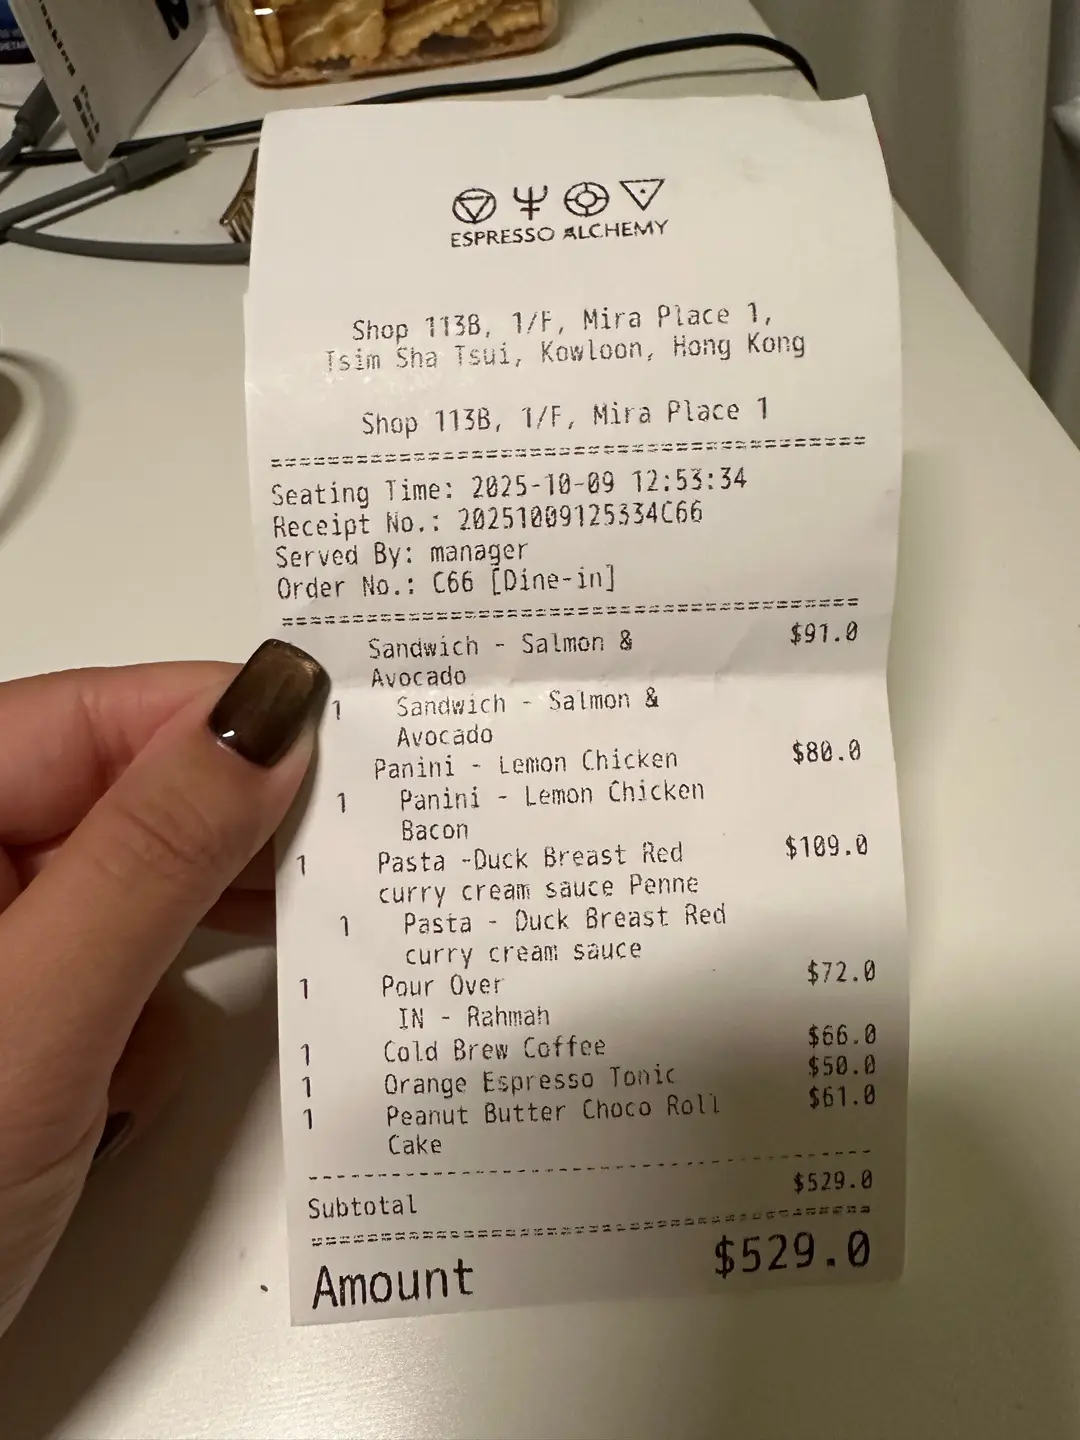 ESPRESSO ALCHEMY
Shop 113B, 1/F, Mira Place 1,
Tsim Sha Tsui, Kowloon, Hong Kong
Shop 113B, 1/F, Mira Place 1
Seating Time: 2025-10-09 12:53:34
Receipt No.: 20251009125334C66
Served By: manager
Order No.: C66 [Dine-in]
Sandwich - Salmon & $91.0
Avocado
1 Sandwich - Salmon &
Avocado
Panini - Lemon Chicken $80.0
1 Panini - Lemon Chicken
Bacon
1 Pasta -Duck Breast Red $109.0
curry cream sauce Penne
1 Pasta - Duck Breast Red
curry cream sauce
1 Pour Over $72.0
IN - Rahmah
1 Cold Brew Coffee $66.0
1 Orange Espresso Tonic $50.0
1 Peanut Butter Choco Roll $61.0
Cake
Subtotal $529.0
Amount $529.0